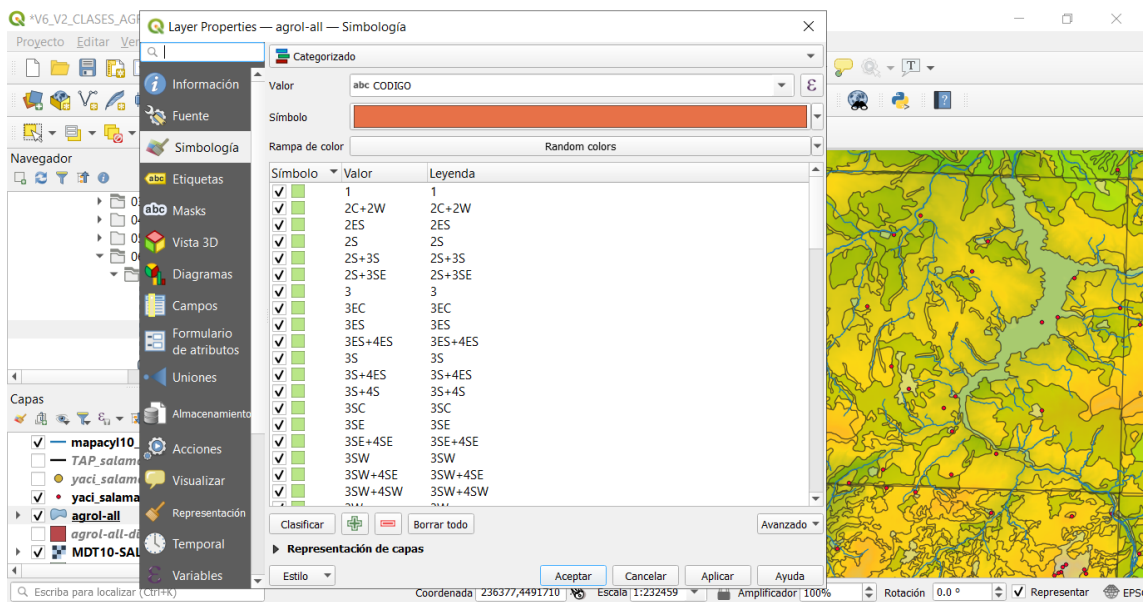 *V6_V2_CLASES_AGR
Layer Properties — agrol-all — Simbología
Proyecto Editar Ver
Categorizado
Información
Valor abc CODIGO ε
Fuente
Símbolo
Simbología
Rampa de color Random colors
Navegador
Símbolo Valor Leyenda
abc Etiquetas
1 1
2C+2W 2C+2W
abc Masks
2ES 2ES
2S 2S
Vista 3D
2S+3S 2S+3S
2S+3SE 2S+3SE
Diagramas
3 3
3EC 3EC
Campos
3ES 3ES
Formulario
de atributos
3ES+4ES 3ES+4ES
3S 3S
Uniones
3S+4ES 3S+4ES
3S+4S 3S+4S
Capas
3SC 3SC
Almacenamiento
3SE 3SE
mapacyl10_
3SE+4SE 3SE+4SE
Acciones
TAP_salam
3SW 3SW
yaci_salam
Visualizar
3SW+4SE 3SW+4SE
yaci_salama
3SW+4SW 3SW+4SW
agrol-all
Representación
Clasificar Borrar todo Avanzado
agrol-all-di
Temporal
Representación de capas
MDT10-SAL
Variables
Estilo Aceptar Cancelar Aplicar Ayuda
Escriba para localizar (Ctrl+K) Coordenada 236377,4491710 Escala 1:232459 Amplificador 100% Rotación 0.0 ° Representar EPS